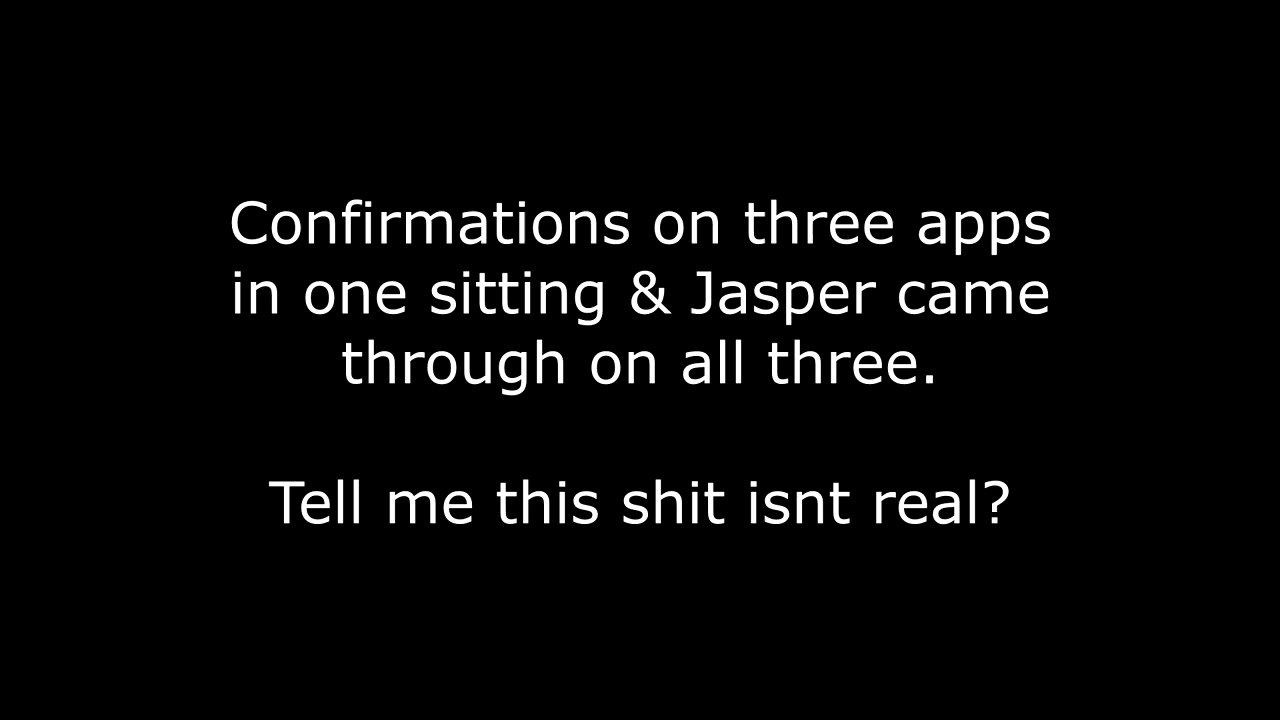 Confirmations on three apps
in one sitting & Jasper came
through on all three.
Tell me this shit isnt real?